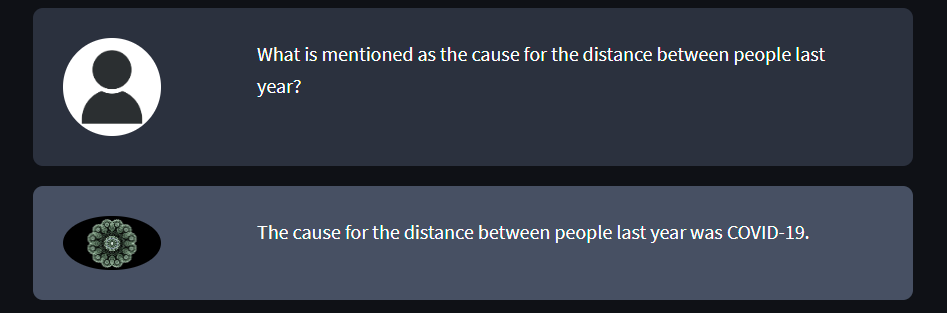 What is mentioned as the cause for the distance between people last
year?
The cause for the distance between people last year was COVID-19.